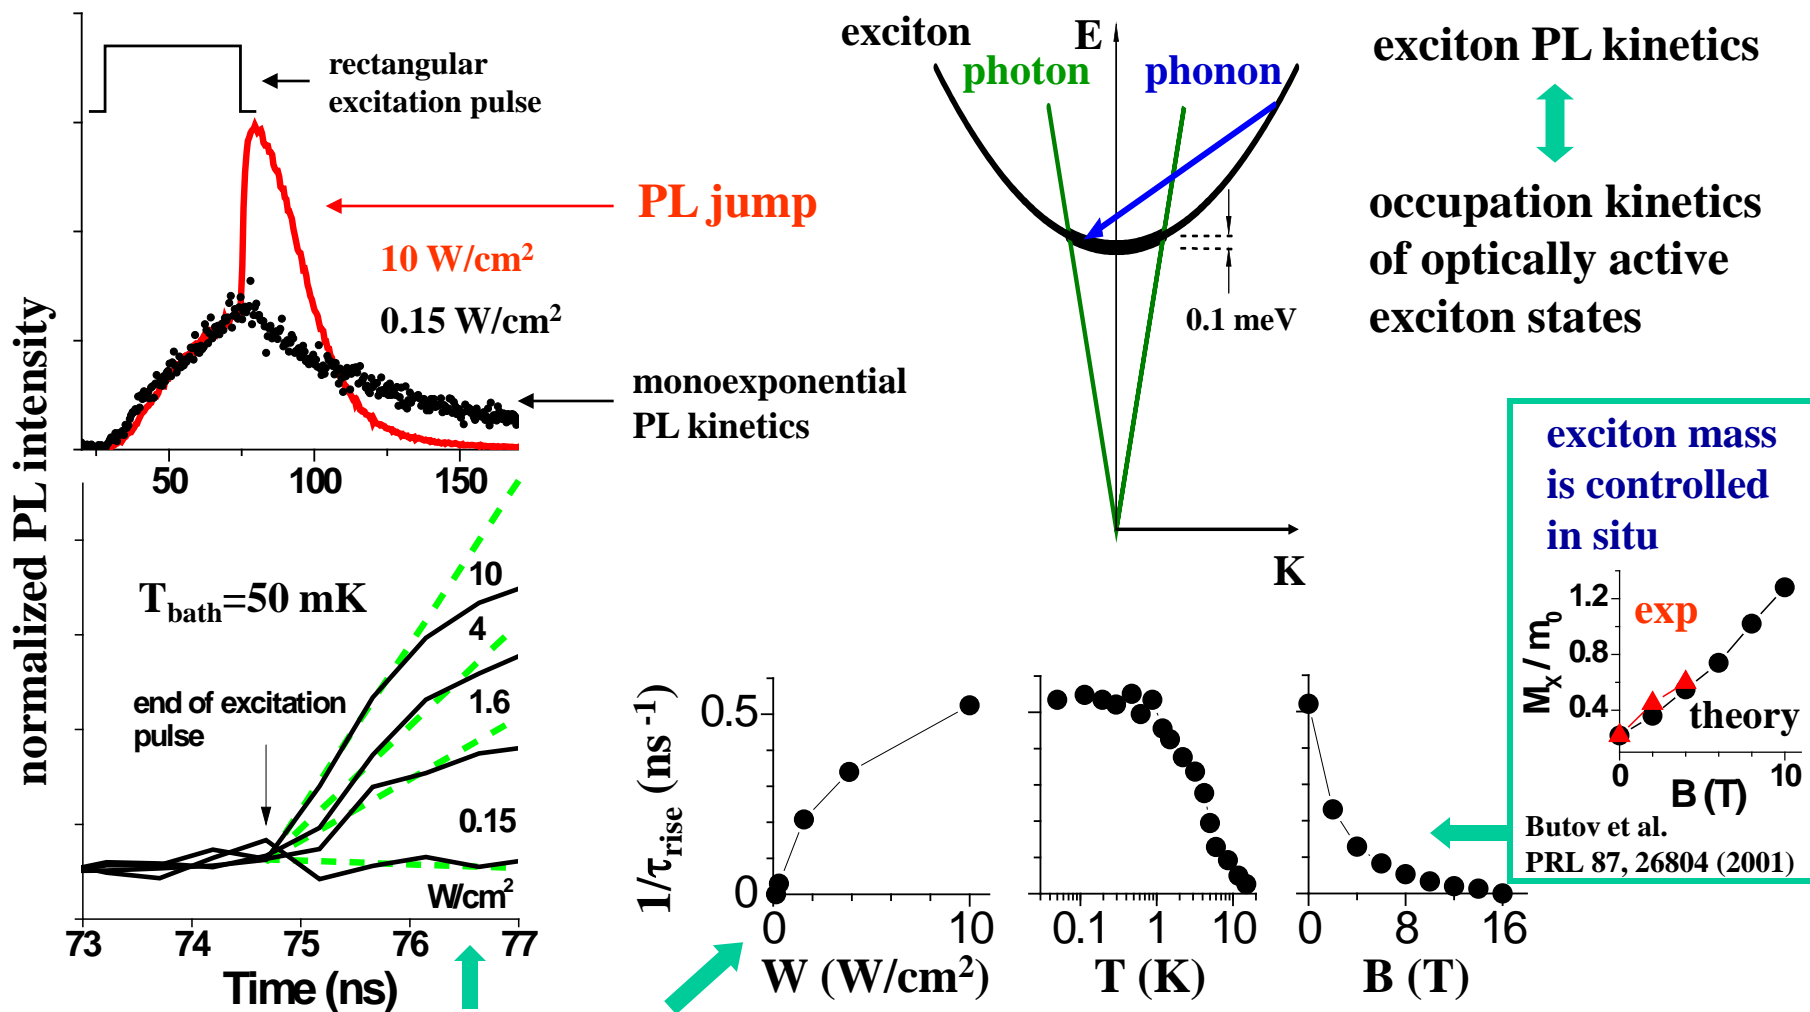 rectangular
excitation pulse
PL jump
10 W/cm²
0.15 W/cm²
monoexponential
PL kinetics
50 100 150
normalized PL intensity
T_bath=50 mK
end of excitation
pulse
10
4
1.6
0.15
W/cm²
73 74 75 76 77
Time (ns)
exciton
E
photon
phonon
0.1 meV
K
exciton PL kinetics
occupation kinetics
of optically active
exciton states
1/τ_rise (ns⁻¹)
0.5
0
0 10
W (W/cm²)
0.1 1 10
T (K)
0 8 16
B (T)
exciton mass
is controlled
in situ
M_X/m_0
1.2
0.8
0.4
exp
theory
0 10
B (T)
Butov et al.
PRL 87, 26804 (2001)